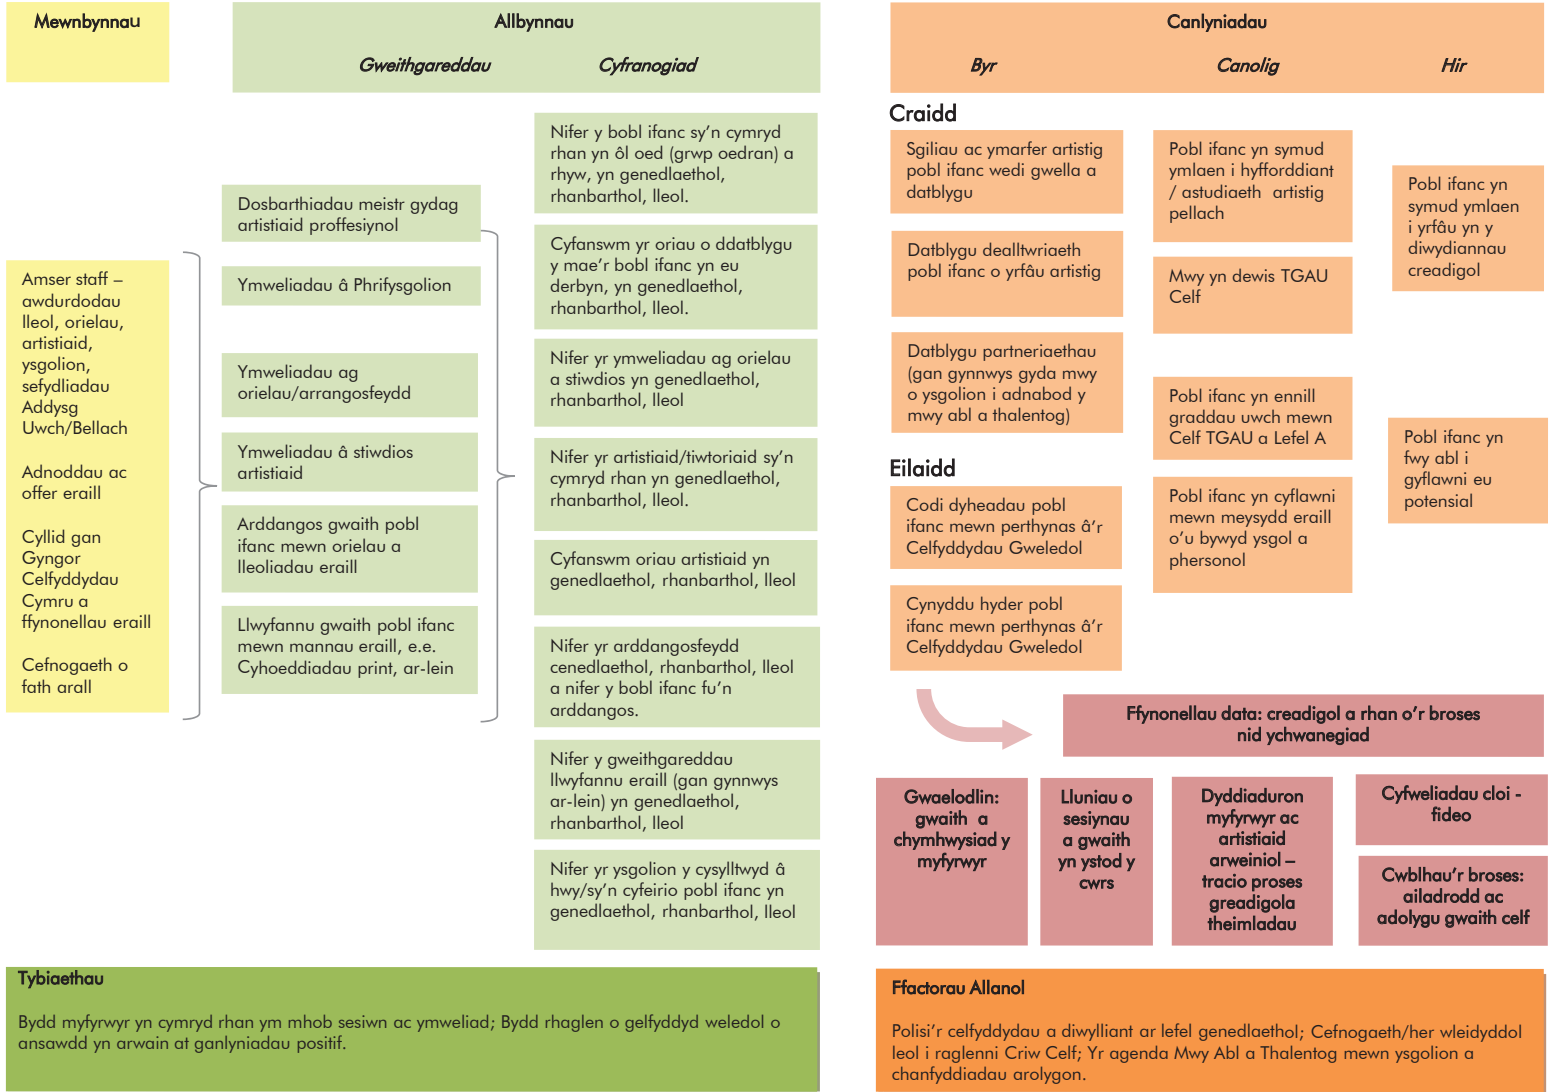 Mewnbynnau
Allbynnau
Gweithgareddau
Cyfranogiad
Canlyniadau
Byr
Canolig
Hir
Amser staff –
awdurdodau
lleol, orielau,
artistiaid,
ysgolion,
sefydliadau
Addysg
Uwch/Bellach
Adnoddau ac
offer eraill
Cyllid gan
Gyngor
Celfyddydau
Cymru a
ffynonellau eraill
Cefnogaeth o
fath arall
Dosbarthiadau meistr gydag
artistiaid proffesiynol
Ymweliadau â Phrifysgolion
Ymweliadau ag
orielau/arrangosfeydd
Ymweliadau â stiwdios
artistiaid
Arddangos gwaith pobl
ifanc mewn orielau a
lleoliadau eraill
Llwyfannu gwaith pobl ifanc
mewn mannau eraill, e.e.
Cyhoeddiadau print, ar-lein
Nifer y bobl ifanc sy’n cymryd
rhan yn ôl oed (grwp oedran) a
rhyw, yn genedlaethol,
rhanbarthol, lleol.
Cyfanswm yr oriau o ddatblygu
y mae’r bobl ifanc yn eu
derbyn, yn genedlaethol,
rhanbarthol, lleol.
Nifer yr ymweliadau ag orielau
a stiwdios yn genedlaethol,
rhanbarthol, lleol
Nifer yr artistiaid/tiwtoriaid sy’n
cymryd rhan yn genedlaethol,
rhanbarthol, lleol.
Cyfanswm oriau artistiaid yn
genedlaethol, rhanbarthol, lleol
Nifer yr arddangosfeydd
cenedlaethol, rhanbarthol, lleol
a nifer y bobl ifanc fu’n
arddangos.
Nifer y gweithgareddau
llwyfannu eraill (gan gynnwys
ar-lein) yn genedlaethol,
rhanbarthol, lleol
Nifer yr ysgolion y cysylltwyd â
hwy/sy’n cyfeirio pobl ifanc yn
genedlaethol, rhanbarthol, lleol
Craidd
Sgiliau ac ymarfer artistig
pobl ifanc wedi gwella a
datblygu
Datblygu dealltwriaeth
pobl ifanc o yrfâu artistig
Datblygu partneriaethau
(gan gynnwys gyda mwy
o ysgolion i adnabod y
mwy abl a thalentog)
Eilaidd
Codi dyheadau pobl
ifanc mewn perthynas â’r
Celfyddydau Gweledol
Cynyddu hyder pobl
ifanc mewn perthynas â’r
Celfyddydau Gweledol
Pobl ifanc yn symud
ymlaen i hyfforddiant
/ astudiaeth artistig
pellach
Mwy yn dewis TGAU
Celf
Pobl ifanc yn ennill
graddau uwch mewn
Celf TGAU a Lefel A
Pobl ifanc yn cyflawni
mewn meysydd eraill
o’u bywyd ysgol a
phersonol
Pobl ifanc yn
symud ymlaen
i yrfâu yn y
diwydiannau
creadigol
Pobl ifanc yn
fwy abl i
gyflawni eu
potensial
Ffynonellau data: creadigol a rhan o’r broses
nid ychwanegiad
Gwaelodlin:
gwaith a
chymhwysiad y
myfyrwyr
Lluniau o
sesiynau
a gwaith
yn ystod y
cwrs
Dyddiaduron
myfyrwyr ac
artistiaid
arweiniol –
tracio proses
greadigola
theimladau
Cyfweliadau cloi -
fideo
Cwblhau’r broses:
ailadrodd ac
adolygu gwaith celf
Tybiaethau
Bydd myfyrwyr yn cymryd rhan ym mhob sesiwn ac ymweliad; Bydd rhaglen o gelfyddyd weledol o
ansawdd yn arwain at ganlyniadau positif.
Ffactorau Allanol
Polisi’r celfyddydau a diwylliant ar lefel genedlaethol; Cefnogaeth/her wleidyddol
leol i raglenni Criw Celf; Yr agenda Mwy Abl a Thalentog mewn ysgolion a
chanfyddiadau arolygon.